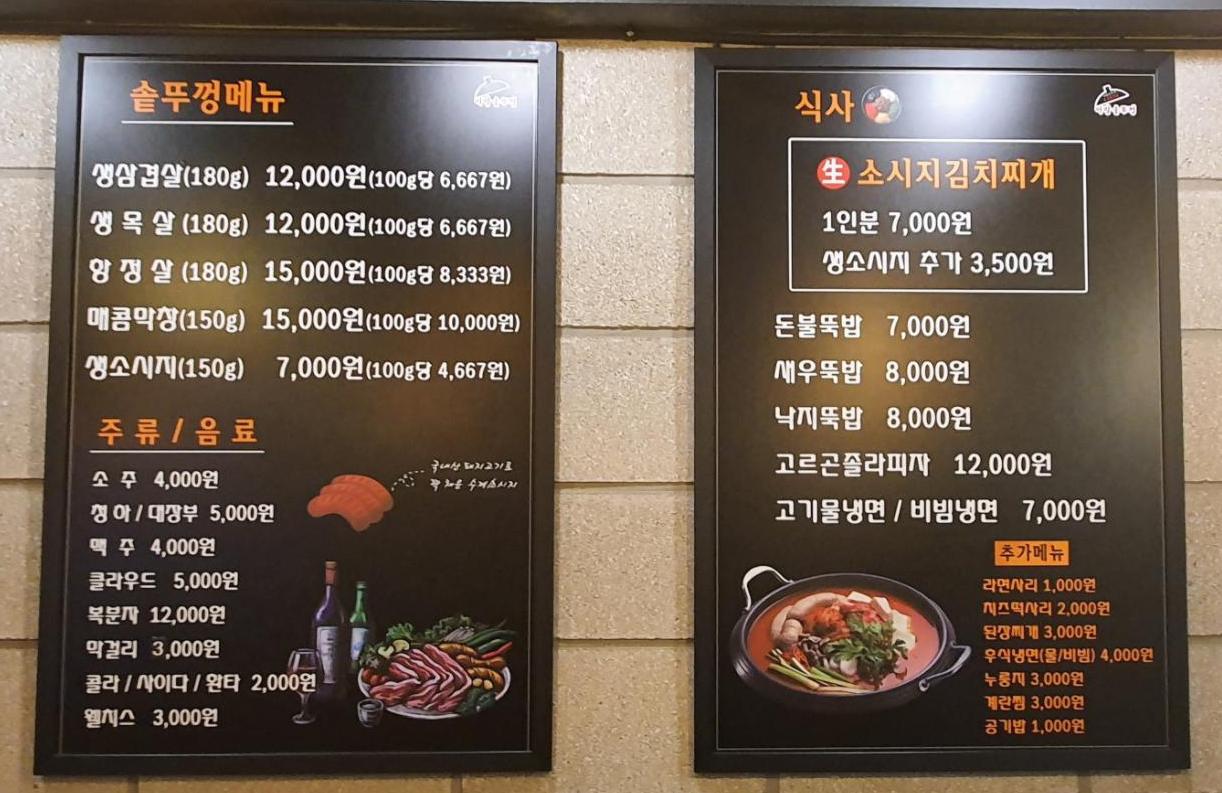 솥뚜껑메뉴
생삼겹살(180g) 12,000원(100g당 6,667원)
생 목 살 (180g) 12,000원(100g당 6,667원)
항 정 살 (180g) 15,000원(100g당 8,333원)
매콤막창(150g) 15,000원(100g당 10,000원)
생소시지(150g) 7,000원(100g당 4,667원)
주 류 / 음 료
소 주 4,000원
청 하 / 대장부 5,000원
맥 주 4,000원
클라우드 5,000원
복분자 12,000원
막걸리 3,000원
콜라 / 사이다 / 환타 2,000원
웰치스 3,000원
국내산 돼지고기로
꽉 채운 수제소시지
식사
生 소시지김치찌개
1인분 7,000원
생소시지 추가 3,500원
돈불뚝밥 7,000원
새우뚝밥 8,000원
낙지뚝밥 8,000원
고르곤졸라피자 12,000원
고기물냉면 / 비빔냉면 7,000원
추가메뉴
라면사리 1,000원
치즈떡사리 2,000원
된장찌개 3,000원
후식냉면(물/비빔) 4,000원
누룽지 3,000원
계란찜 3,000원
공기밥 1,000원